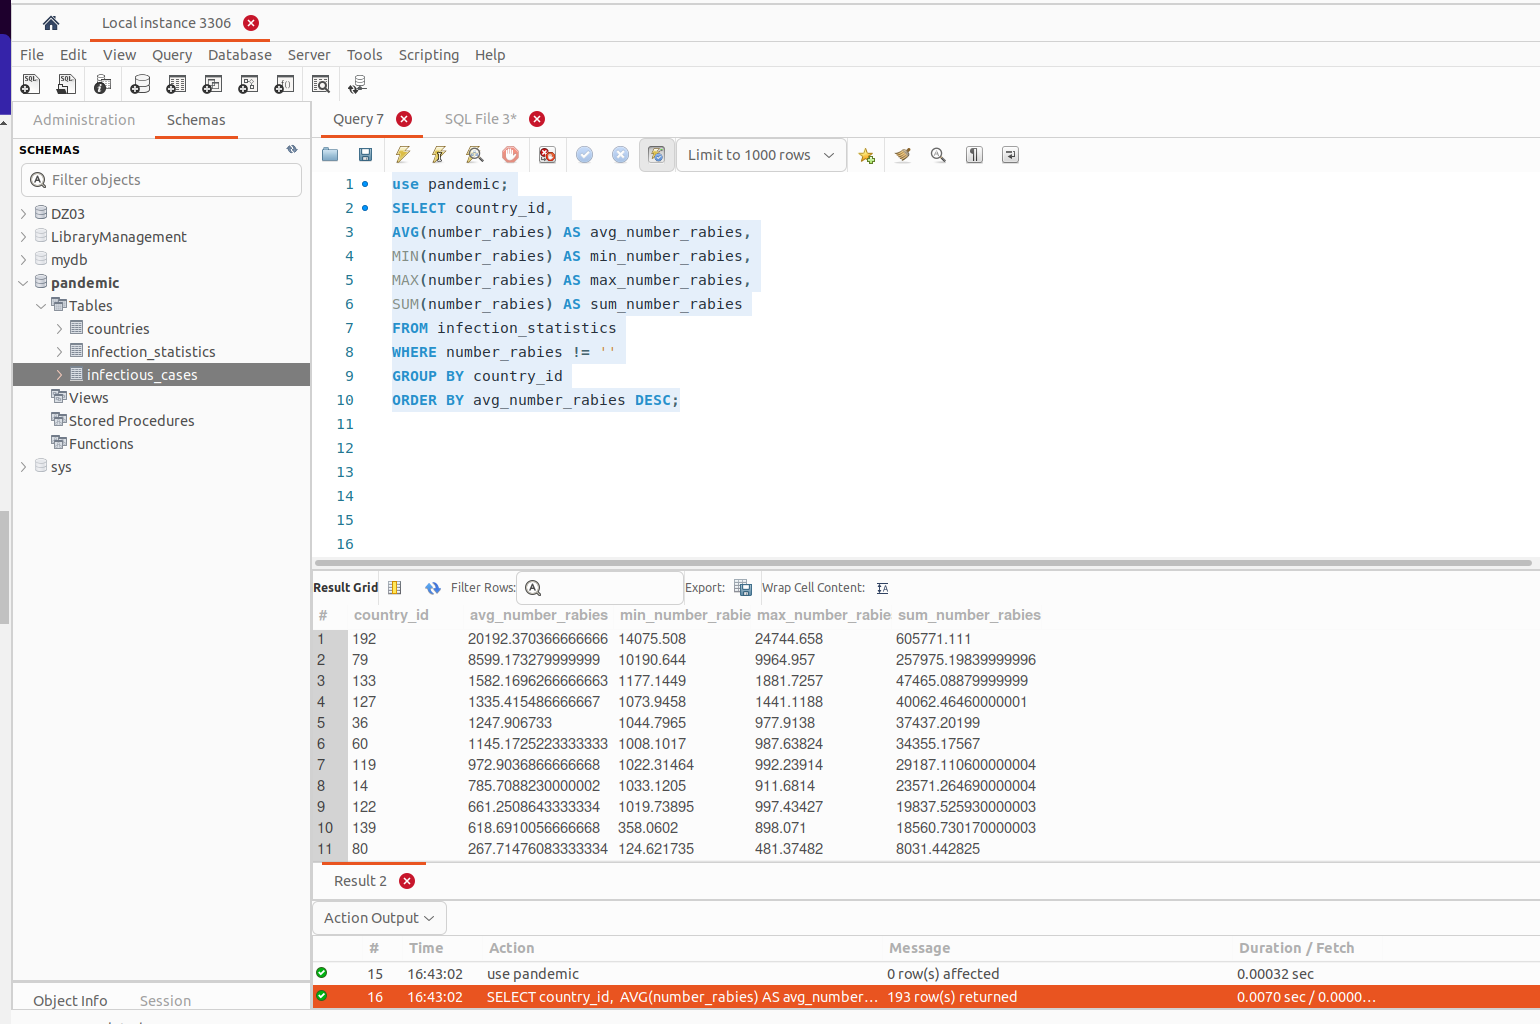 Local instance 3306
File Edit View Query Database Server Tools Scripting Help
Administration Schemas
Query 7 SQL File 3*
SCHEMAS
Filter objects
DZ03
LibraryManagement
mydb
pandemic
Tables
countries
infection_statistics
infectious_cases
Views
Stored Procedures
Functions
sys
Limit to 1000 rows
1 use pandemic;
2 SELECT country_id,
3 AVG(number_rabies) AS avg_number_rabies,
4 MIN(number_rabies) AS min_number_rabies,
5 MAX(number_rabies) AS max_number_rabies,
6 SUM(number_rabies) AS sum_number_rabies
7 FROM infection_statistics
8 WHERE number_rabies != ''
9 GROUP BY country_id
10 ORDER BY avg_number_rabies DESC;
11
12
13
14
15
16
Result Grid Filter Rows: Export: Wrap Cell Content:
# country_id avg_number_rabies min_number_rabie max_number_rabie sum_number_rabies
1 192 20192.370366666666 14075.508 24744.658 605771.111
2 79 8599.173279999999 10190.644 9964.957 257975.19839999996
3 133 1582.1696266666663 1177.1449 1881.7257 47465.08879999999
4 127 1335.415486666667 1073.9458 1441.1188 40062.46460000001
5 36 1247.906733 1044.7965 977.9138 37437.20199
6 60 1145.1725223333333 1008.1017 987.63824 34355.17567
7 119 972.9036866666668 1022.31464 992.23914 29187.110600000004
8 14 785.7088230000002 1033.1205 911.6814 23571.264690000004
9 122 661.2508643333334 1019.73895 997.43427 19837.525930000003
10 139 618.6910056666668 358.0602 898.071 18560.730170000003
11 80 267.71476083333334 124.621735 481.37482 8031.442825
Result 2
Action Output
# Time Action Message Duration / Fetch
15 16:43:02 use pandemic 0 row(s) affected 0.00032 sec
16 16:43:02 SELECT country_id, AVG(number_rabies) AS avg_number... 193 row(s) returned 0.0070 sec / 0.0000...
Object Info Session